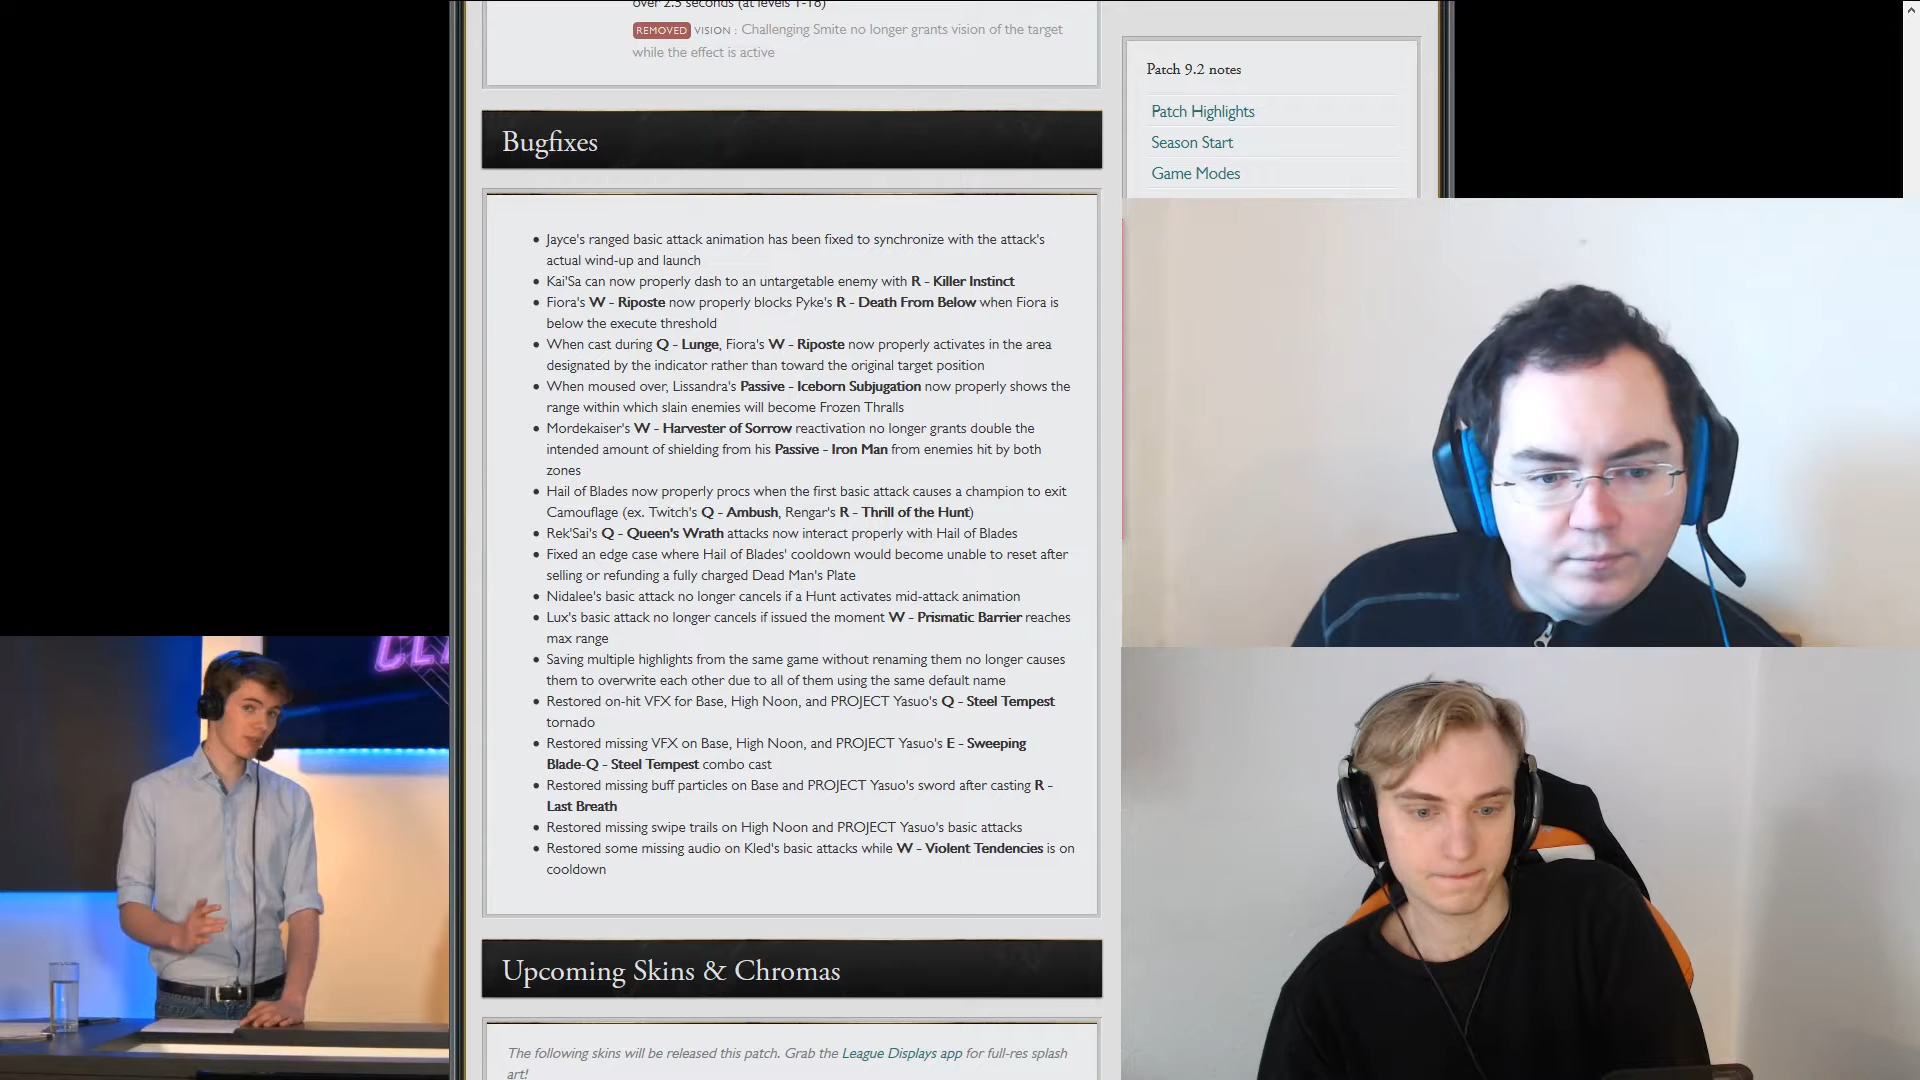 over 2.5 seconds (at levels 1-18)
REMOVED VISION : Challenging Smite no longer grants vision of the target
while the effect is active
Patch 9.2 notes
Patch Highlights
Season Start
Game Modes
Bugfixes
• Jayce's ranged basic attack animation has been fixed to synchronize with the attack's
actual wind-up and launch
• Kai'Sa can now properly dash to an untargetable enemy with R - Killer Instinct
• Fiora's W - Riposte now properly blocks Pyke's R - Death From Below when Fiora is
below the execute threshold
• When cast during Q - Lunge, Fiora's W - Riposte now properly activates in the area
designated by the indicator rather than toward the original target position
• When moused over, Lissandra's Passive - Iceborn Subjugation now properly shows the
range within which slain enemies will become Frozen Thralls
• Mordekaiser's W - Harvester of Sorrow reactivation no longer grants double the
intended amount of shielding from his Passive - Iron Man from enemies hit by both
zones
• Hail of Blades now properly procs when the first basic attack causes a champion to exit
Camouflage (ex. Twitch's Q - Ambush, Rengar's R - Thrill of the Hunt)
• Rek'Sai's Q - Queen's Wrath attacks now interact properly with Hail of Blades
• Fixed an edge case where Hail of Blades' cooldown would become unable to reset after
selling or refunding a fully charged Dead Man's Plate
• Nidalee's basic attack no longer cancels if a Hunt activates mid-attack animation
• Lux's basic attack no longer cancels if issued the moment W - Prismatic Barrier reaches
max range
• Saving multiple highlights from the same game without renaming them no longer causes
them to overwrite each other due to all of them using the same default name
• Restored on-hit VFX for Base, High Noon, and PROJECT Yasuo's Q - Steel Tempest
tornado
• Restored missing VFX on Base, High Noon, and PROJECT Yasuo's E - Sweeping
Blade-Q - Steel Tempest combo cast
• Restored missing buff particles on Base and PROJECT Yasuo's sword after casting R -
Last Breath
• Restored missing swipe trails on High Noon and PROJECT Yasuo's basic attacks
• Restored some missing audio on Kled's basic attacks while W - Violent Tendencies is on
cooldown
Upcoming Skins & Chromas
The following skins will be released this patch. Grab the League Displays app for full-res splash
art!